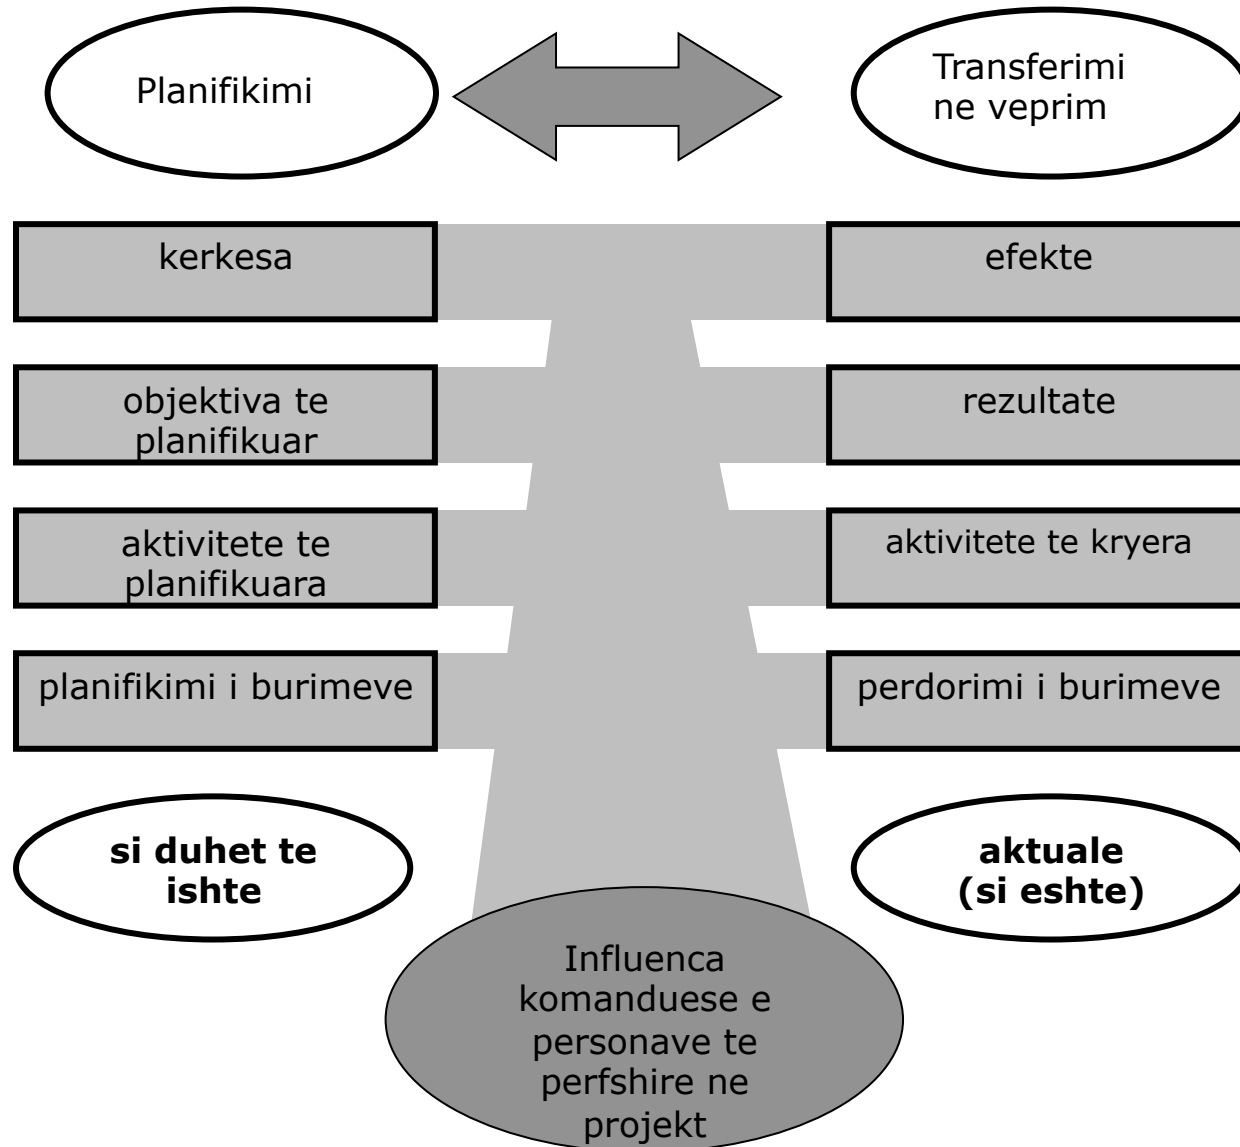 Planifikimi
Transferimi
ne veprim
kerkesa
efekte
objektiva te
planifikuar
rezultate
aktivitete te
planifikuara
aktivitete te kryera
planifikimi i burimeve
perdorimi i burimeve
si duhet te
ishte
aktuale
(si eshte)
Influenca
komanduese e
personave te
perfshire ne
projekt